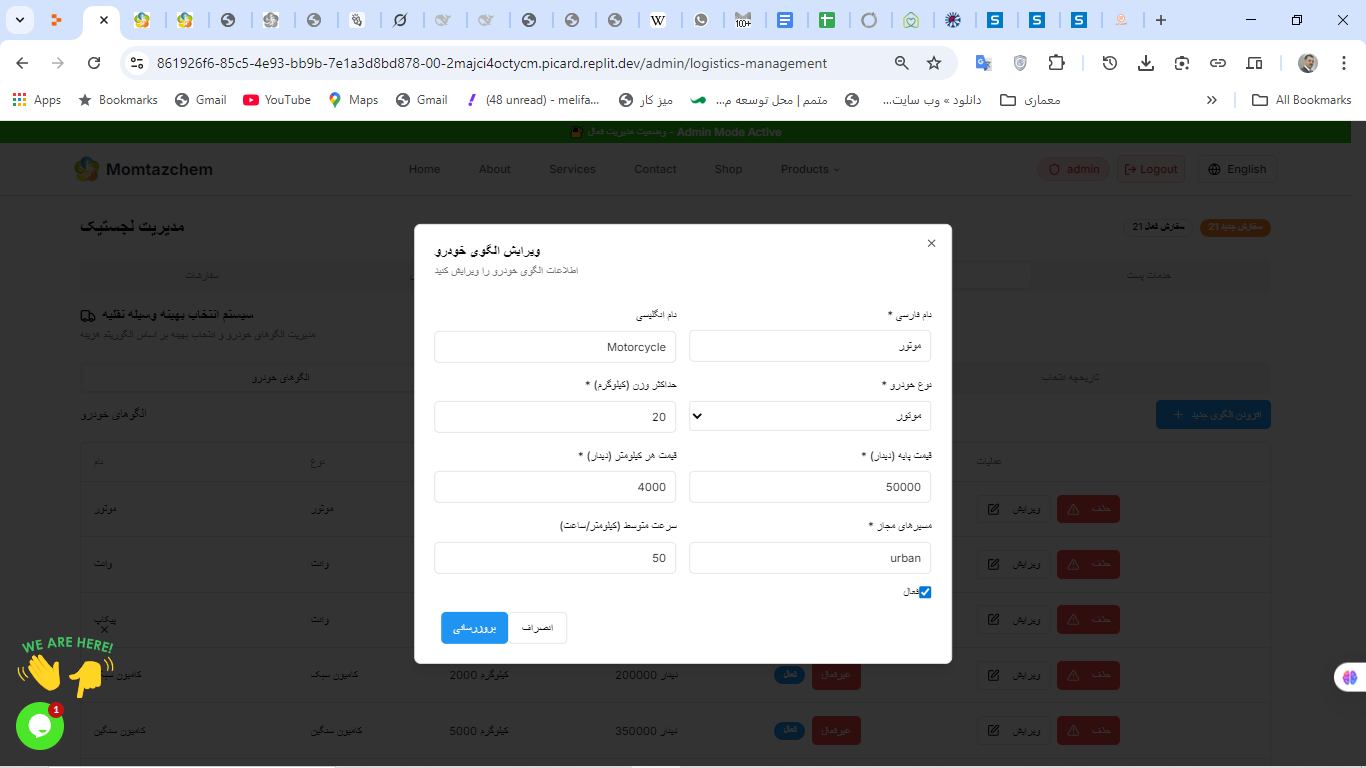 100+
861926f6-85c5-4e93-bb9b-7e1a3d8bd878-00-2majci4octycm.picard.replit.dev/admin/logistics-management
Apps
Bookmarks
Gmail
YouTube
Maps
Gmail
(48 unread) - melifa...
میز کار
متمم | محل توسعه م...
دانلود » وب سایت...
معماری
»
All Bookmarks
وضعیت مدیریت فعال - Admin Mode Active
Momtazchem
Home
About
Services
Contact
Shop
Products
admin
Logout
English
مدیریت لجستیک
21 سفارش فعال
21 سفارش جدید
سفارشات
خدمات پست
سیستم انتخاب بهینه وسیله نقلیه
مدیریت الگوهای خودرو و انتخاب بهینه بر اساس الگوریتم هزینه
الگوهای خودرو
تاریخچه انتخاب
الگوهای خودرو
افزودن الگوی جدید
نام
نوع
عملیات
موتور
موتور
ویرایش
حذف
وانت
وانت
ویرایش
حذف
پیکاپ
وانت
ویرایش
حذف
کامیون سبک
کامیون سبک
2000 کیلوگرم
200000 دینار
فعال
غیرفعال
ویرایش
حذف
کامیون سنگین
کامیون سنگین
5000 کیلوگرم
350000 دینار
فعال
غیرفعال
ویرایش
حذف
ویرایش الگوی خودرو
اطلاعات الگوی خودرو را ویرایش کنید
نام فارسی *
نام انگلیسی
موتور
Motorcycle
نوع خودرو *
حداکثر وزن (کیلوگرم) *
موتور
20
قیمت پایه (دینار) *
قیمت هر کیلومتر (دینار) *
50000
4000
مسیرهای مجاز *
سرعت متوسط (کیلومتر/ساعت)
urban
50
فعال
انصراف
بروزرسانی
WE ARE HERE!
1